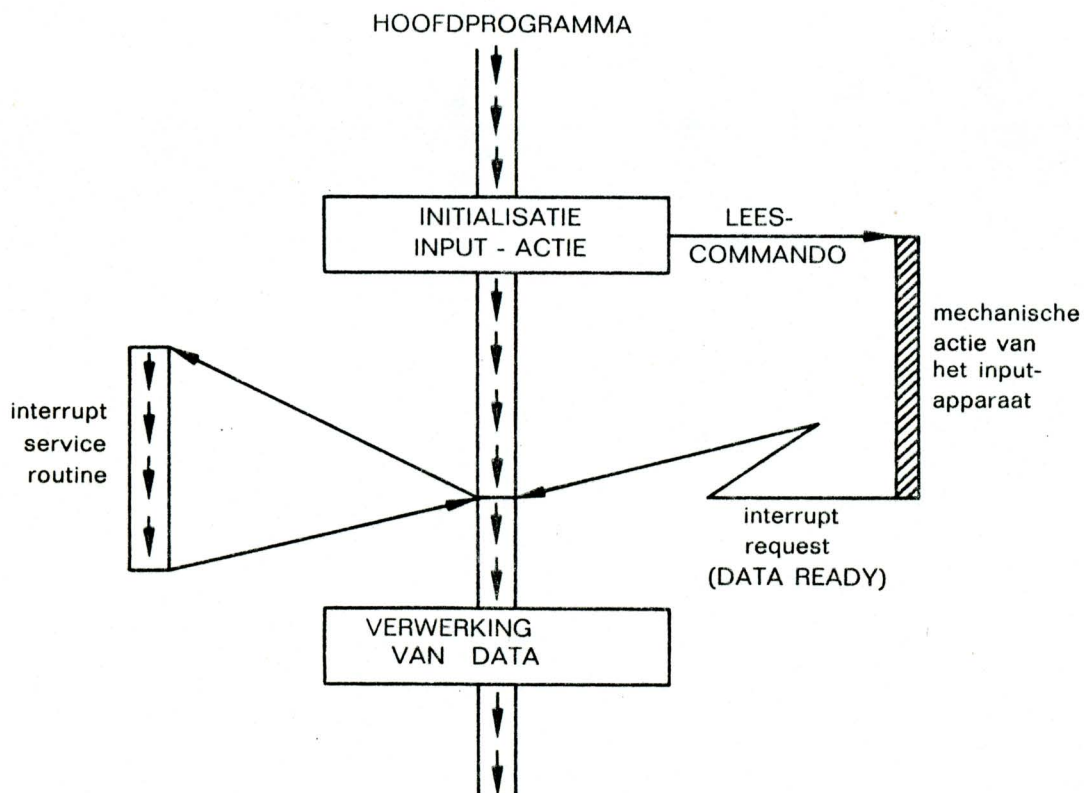 HOOFDPROGRAMMA
INITIALISATIE
INPUT - ACTIE
LEES-
COMMANDO
mechanische
actie van
het input-
apparaat
interrupt
service
routine
interrupt
request
(DATA READY)
VERWERKING
VAN DATA